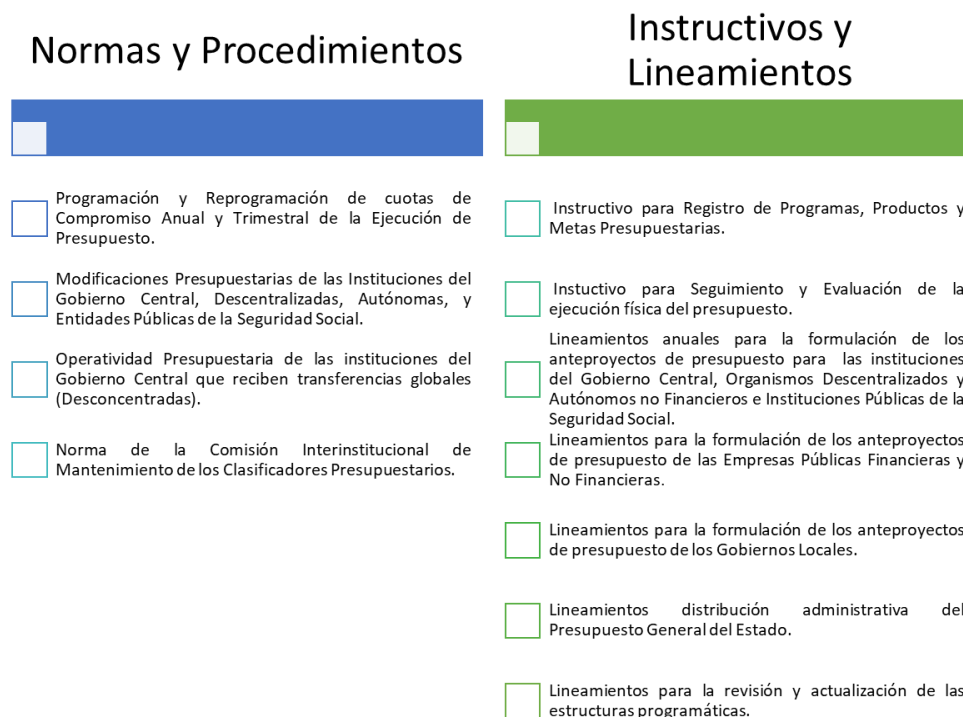 Normas y Procedimientos
Programación y Reprogramación de cuotas de
Compromiso Anual y Trimestral de la Ejecución de
Presupuesto.
Modificaciones Presupuestarias de las Instituciones del
Gobierno Central, Descentralizadas, Autónomas, y
Entidades Públicas de la Seguridad Social.
Operatividad Presupuestaria de las instituciones del
Gobierno Central que reciben transferencias globales
(Desconcentradas).
Norma de la Comisión Interinstitucional de
Mantenimiento de los Clasificadores Presupuestarios.
Instructivos y
Lineamientos
Instructivo para Registro de Programas, Productos y
Metas Presupuestarias.
Instuctivo para Seguimiento y Evaluación de la
ejecución física del presupuesto.
Lineamientos anuales para la formulación de los
anteproyectos de presupuesto para las instituciones
del Gobierno Central, Organismos Descentralizados y
Autónomos no Financieros e Instituciones Públicas de la
Seguridad Social.
Lineamientos para la formulación de los anteproyectos
de presupuesto de las Empresas Públicas Financieras y
No Financieras.
Lineamientos para la formulación de los anteproyectos
de presupuesto de los Gobiernos Locales.
Lineamientos distribución administrativa del
Presupuesto General del Estado.
Lineamientos para la revisión y actualización de las
estructuras programáticas.